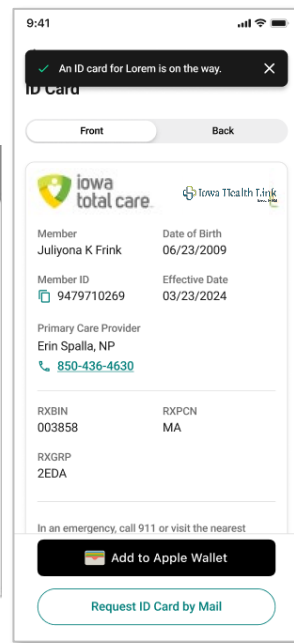 9:41
An ID card for Lorem is on the way.
ID Card
Front Back
iowa
total care
Iowa Health Link
Member Date of Birth
Juliyona K Frink 06/23/2009
Member ID Effective Date
9479710269 03/23/2024
Primary Care Provider
Erin Spalla, NP
850-436-4630
RXBIN RXPCN
003858 MA
RXGRP
2EDA
In an emergency, call 911 or visit the nearest
Add to Apple Wallet
Request ID Card by Mail